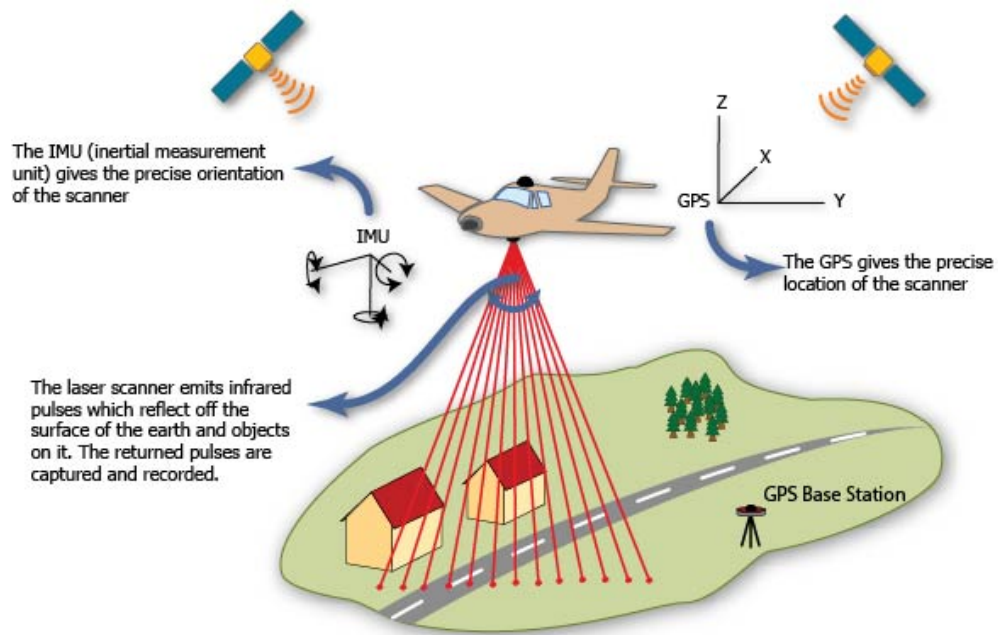 The IMU (inertial measurement
unit) gives the precise orientation
of the scanner
IMU
Z
X
GPS
Y
The GPS gives the precise
location of the scanner
The laser scanner emits infrared
pulses which reflect off the
surface of the earth and objects
on it. The returned pulses are
captured and recorded.
GPS Base Station